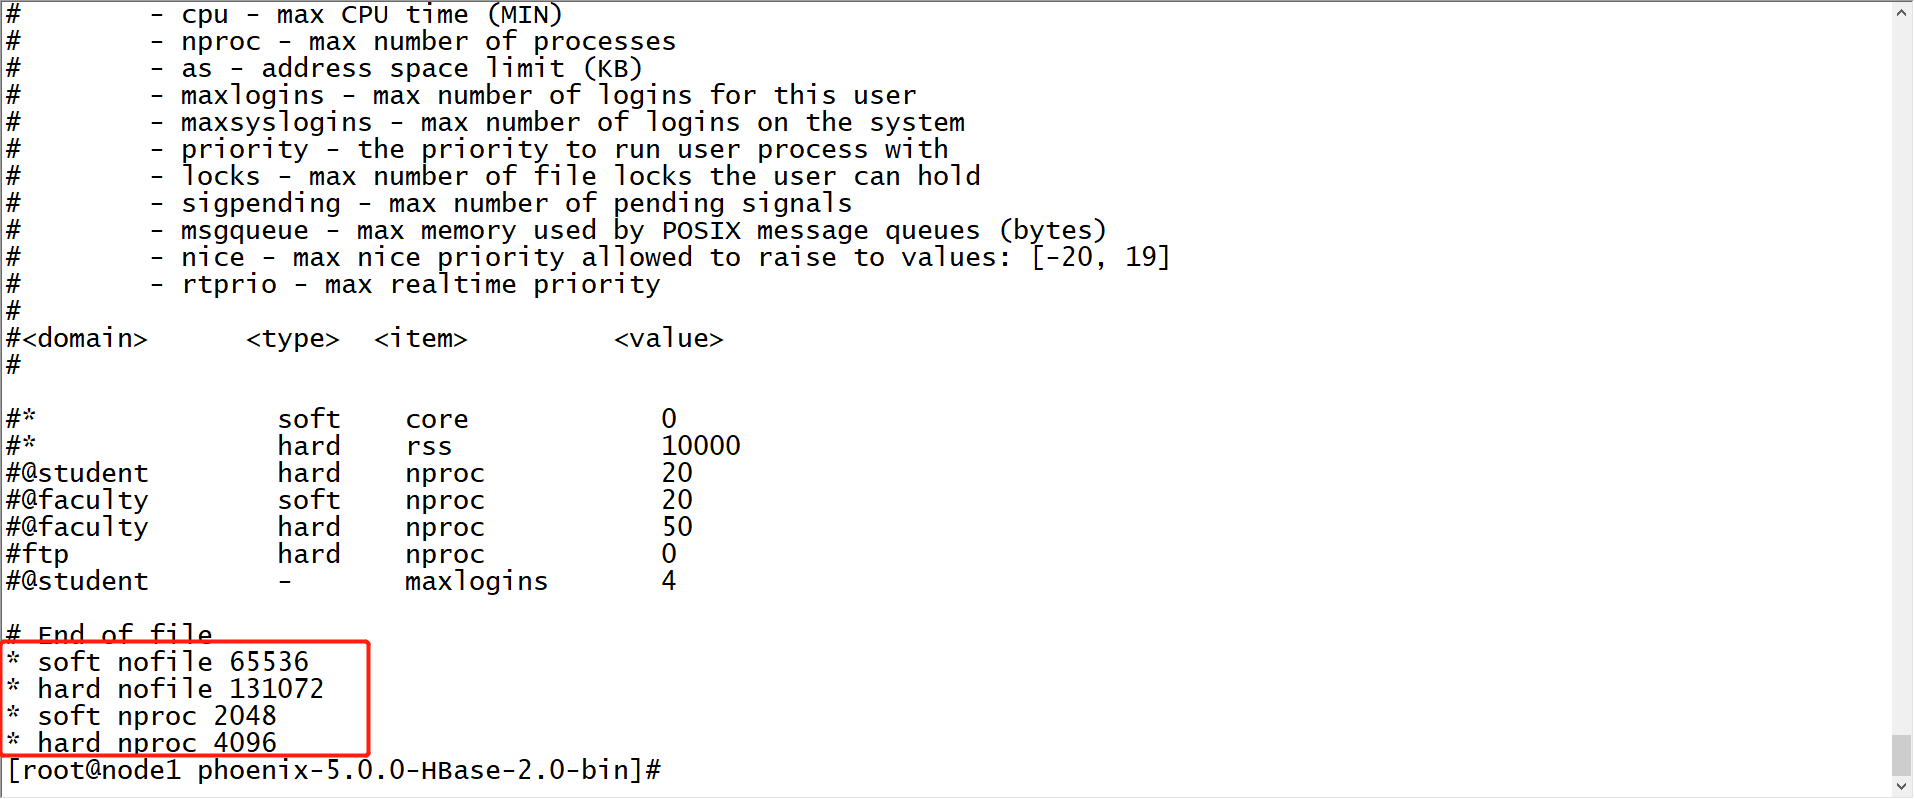 #        - cpu - max CPU time (MIN)
#        - nproc - max number of processes
#        - as - address space limit (KB)
#        - maxlogins - max number of logins for this user
#        - maxsyslogins - max number of logins on the system
#        - priority - the priority to run user process with
#        - locks - max number of file locks the user can hold
#        - sigpending - max number of pending signals
#        - msgqueue - max memory used by POSIX message queues (bytes)
#        - nice - max nice priority allowed to raise to values: [-20, 19]
#        - rtprio - max realtime priority
#
#<domain>      <type>  <item>         <value>
#
#*               soft    core            0
#*               hard    rss             10000
#@student        hard    nproc           20
#@faculty        soft    nproc           20
#@faculty        hard    nproc           50
#ftp             hard    nproc           0
#@student        -       maxlogins       4
# End of file
* soft nofile 65536
* hard nofile 131072
* soft nproc 2048
* hard nproc 4096
[root@node1 phoenix-5.0.0-HBase-2.0-bin]#